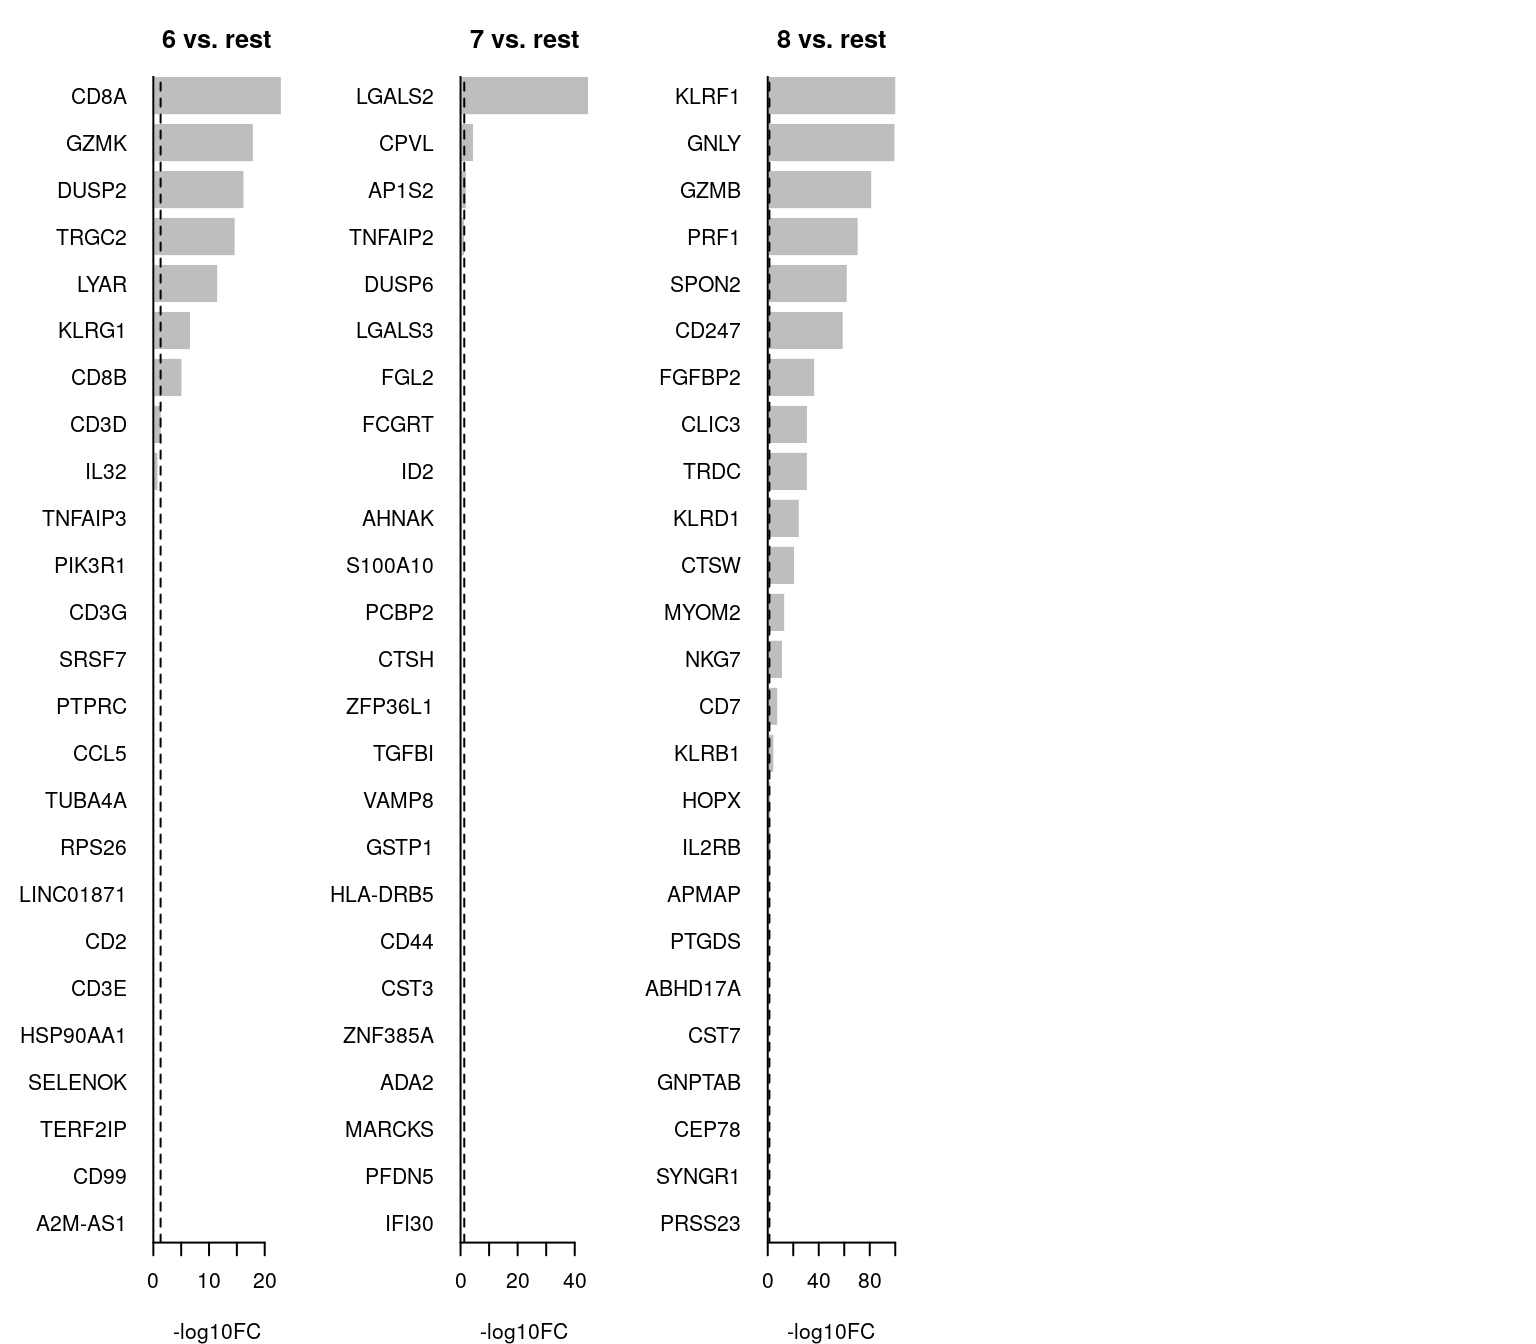 6 vs. rest
CD8A
GZMK
DUSP2
TRGC2
LYAR
KLRG1
CD8B
CD3D
IL32
TNFAIP3
PIK3R1
CD3G
SRSF7
PTPRC
CCL5
TUBA4A
RPS26
LINC01871
CD2
CD3E
HSP90AA1
SELENOK
TERF2IP
CD99
A2M-AS1
0 10 20
-log10FC
7 vs. rest
LGALS2
CPVL
AP1S2
TNFAIP2
DUSP6
LGALS3
FGL2
FCGRT
ID2
AHNAK
S100A10
PCBP2
CTSH
ZFP36L1
TGFBI
VAMP8
GSTP1
HLA-DRB5
CD44
CST3
ZNF385A
ADA2
MARCKS
PFDN5
IFI30
0 20 40
-log10FC
8 vs. rest
KLRF1
GNLY
GZMB
PRF1
SPON2
CD247
FGFBP2
CLIC3
TRDC
KLRD1
CTSW
MYOM2
NKG7
CD7
KLRB1
HOPX
IL2RB
APMAP
PTGDS
ABHD17A
CST7
GNPTAB
CEP78
SYNGR1
PRSS23
0 40 80
-log10FC